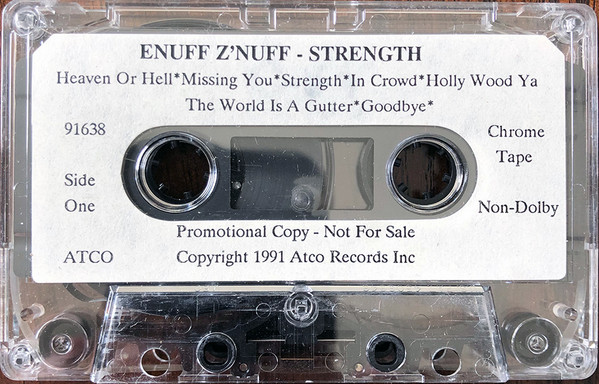 ENUFF Z'NUFF - STRENGTH
Heaven Or Hell*Missing You*Strength*In Crowd*Holly Wood Ya
The World Is A Gutter*Goodbye*
91638
Chrome
Tape
Side
One
Non-Dolby
Promotional Copy - Not For Sale
ATCO
Copyright 1991 Atco Records Inc